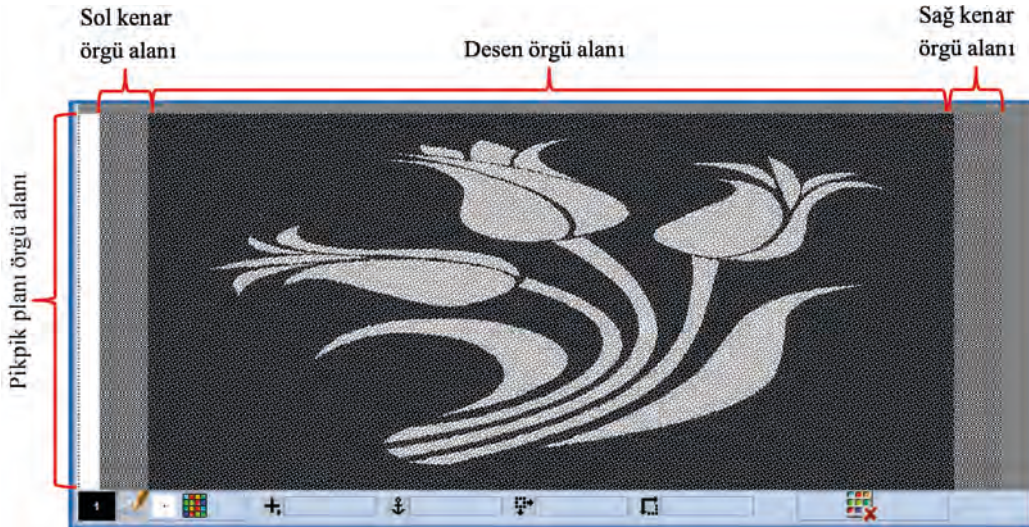 Sol kenar
örgü alanı
Desen örgü alanı
Sağ kenar
örgü alanı
Pikpik planı örgü alanı
1